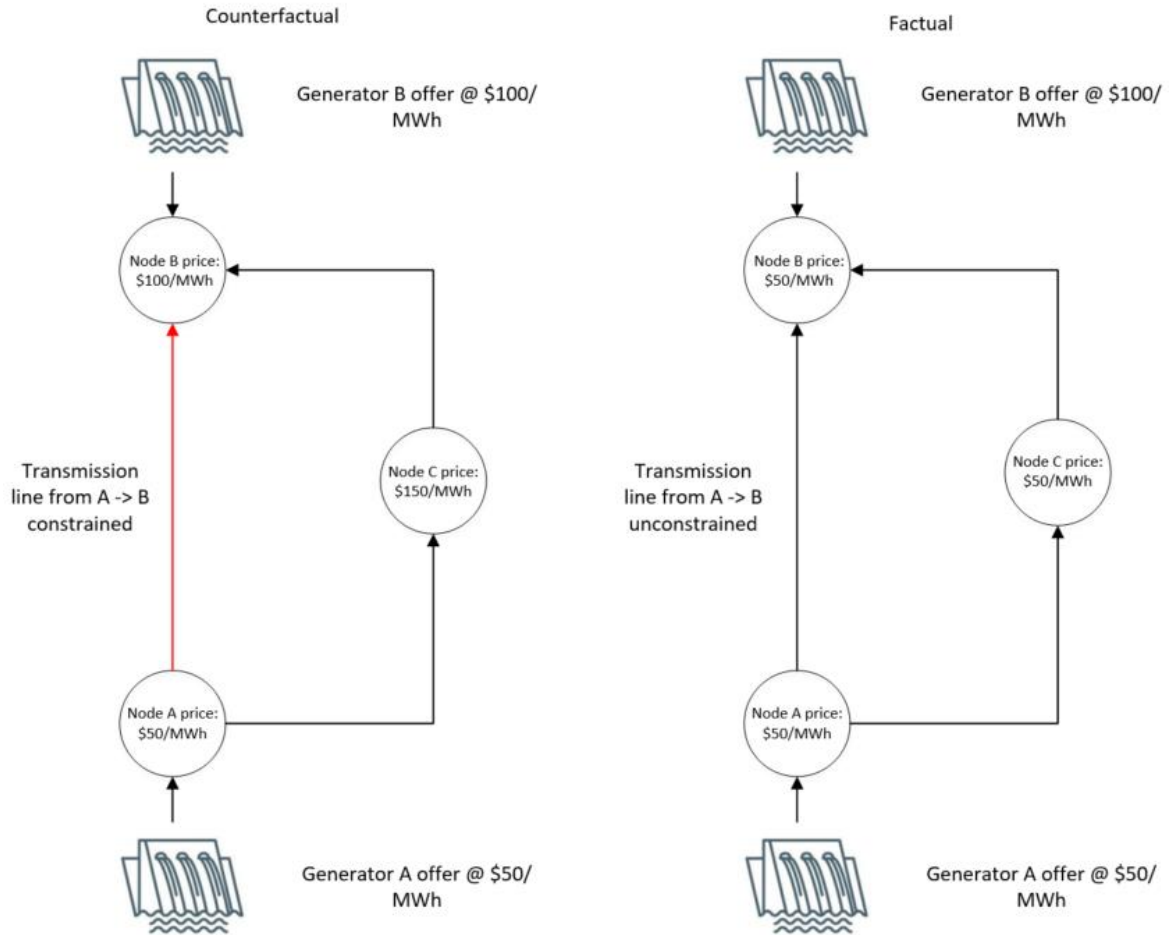 Counterfactual
Generator B offer @ $100/
MWh
Node B price:
$100/MWh
Transmission
line from A -> B
constrained
Node C price:
$150/MWh
Node A price:
$50/MWh
Generator A offer @ $50/
MWh
Factual
Generator B offer @ $100/
MWh
Node B price:
$50/MWh
Transmission
line from A -> B
unconstrained
Node C price:
$50/MWh
Node A price:
$50/MWh
Generator A offer @ $50/
MWh